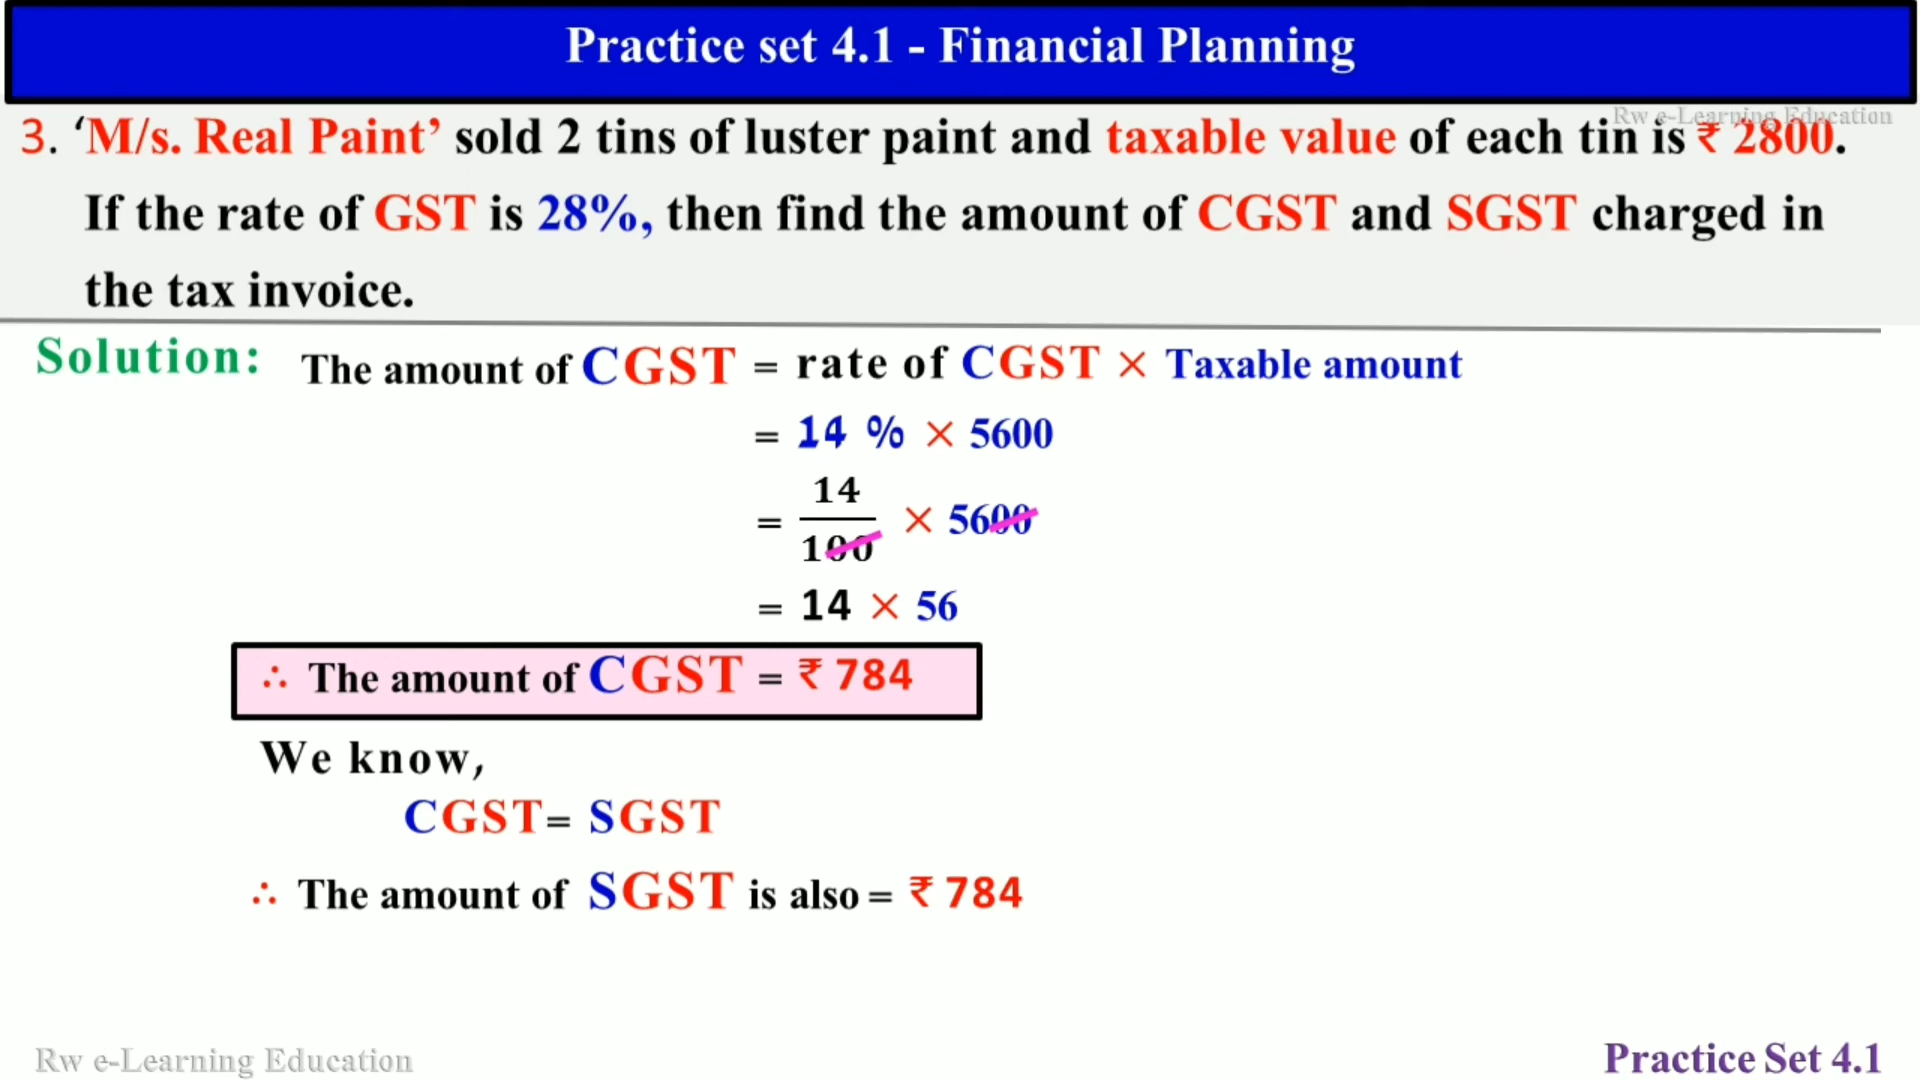 Practice set 4.1 - Financial Planning
Rw e-Learning Education
3. ‘M/s. Real Paint’ sold 2 tins of luster paint and taxable value of each tin is ₹ 2800.
If the rate of GST is 28%, then find the amount of CGST and SGST charged in
the tax invoice.
Solution: The amount of CGST = rate of CGST × Taxable amount
= 14 % × 5600
= 14/100 × 5600
= 14 × 56
∴ The amount of CGST = ₹ 784
We know,
CGST= SGST
∴ The amount of SGST is also = ₹ 784
Rw e-Learning Education
Practice Set 4.1